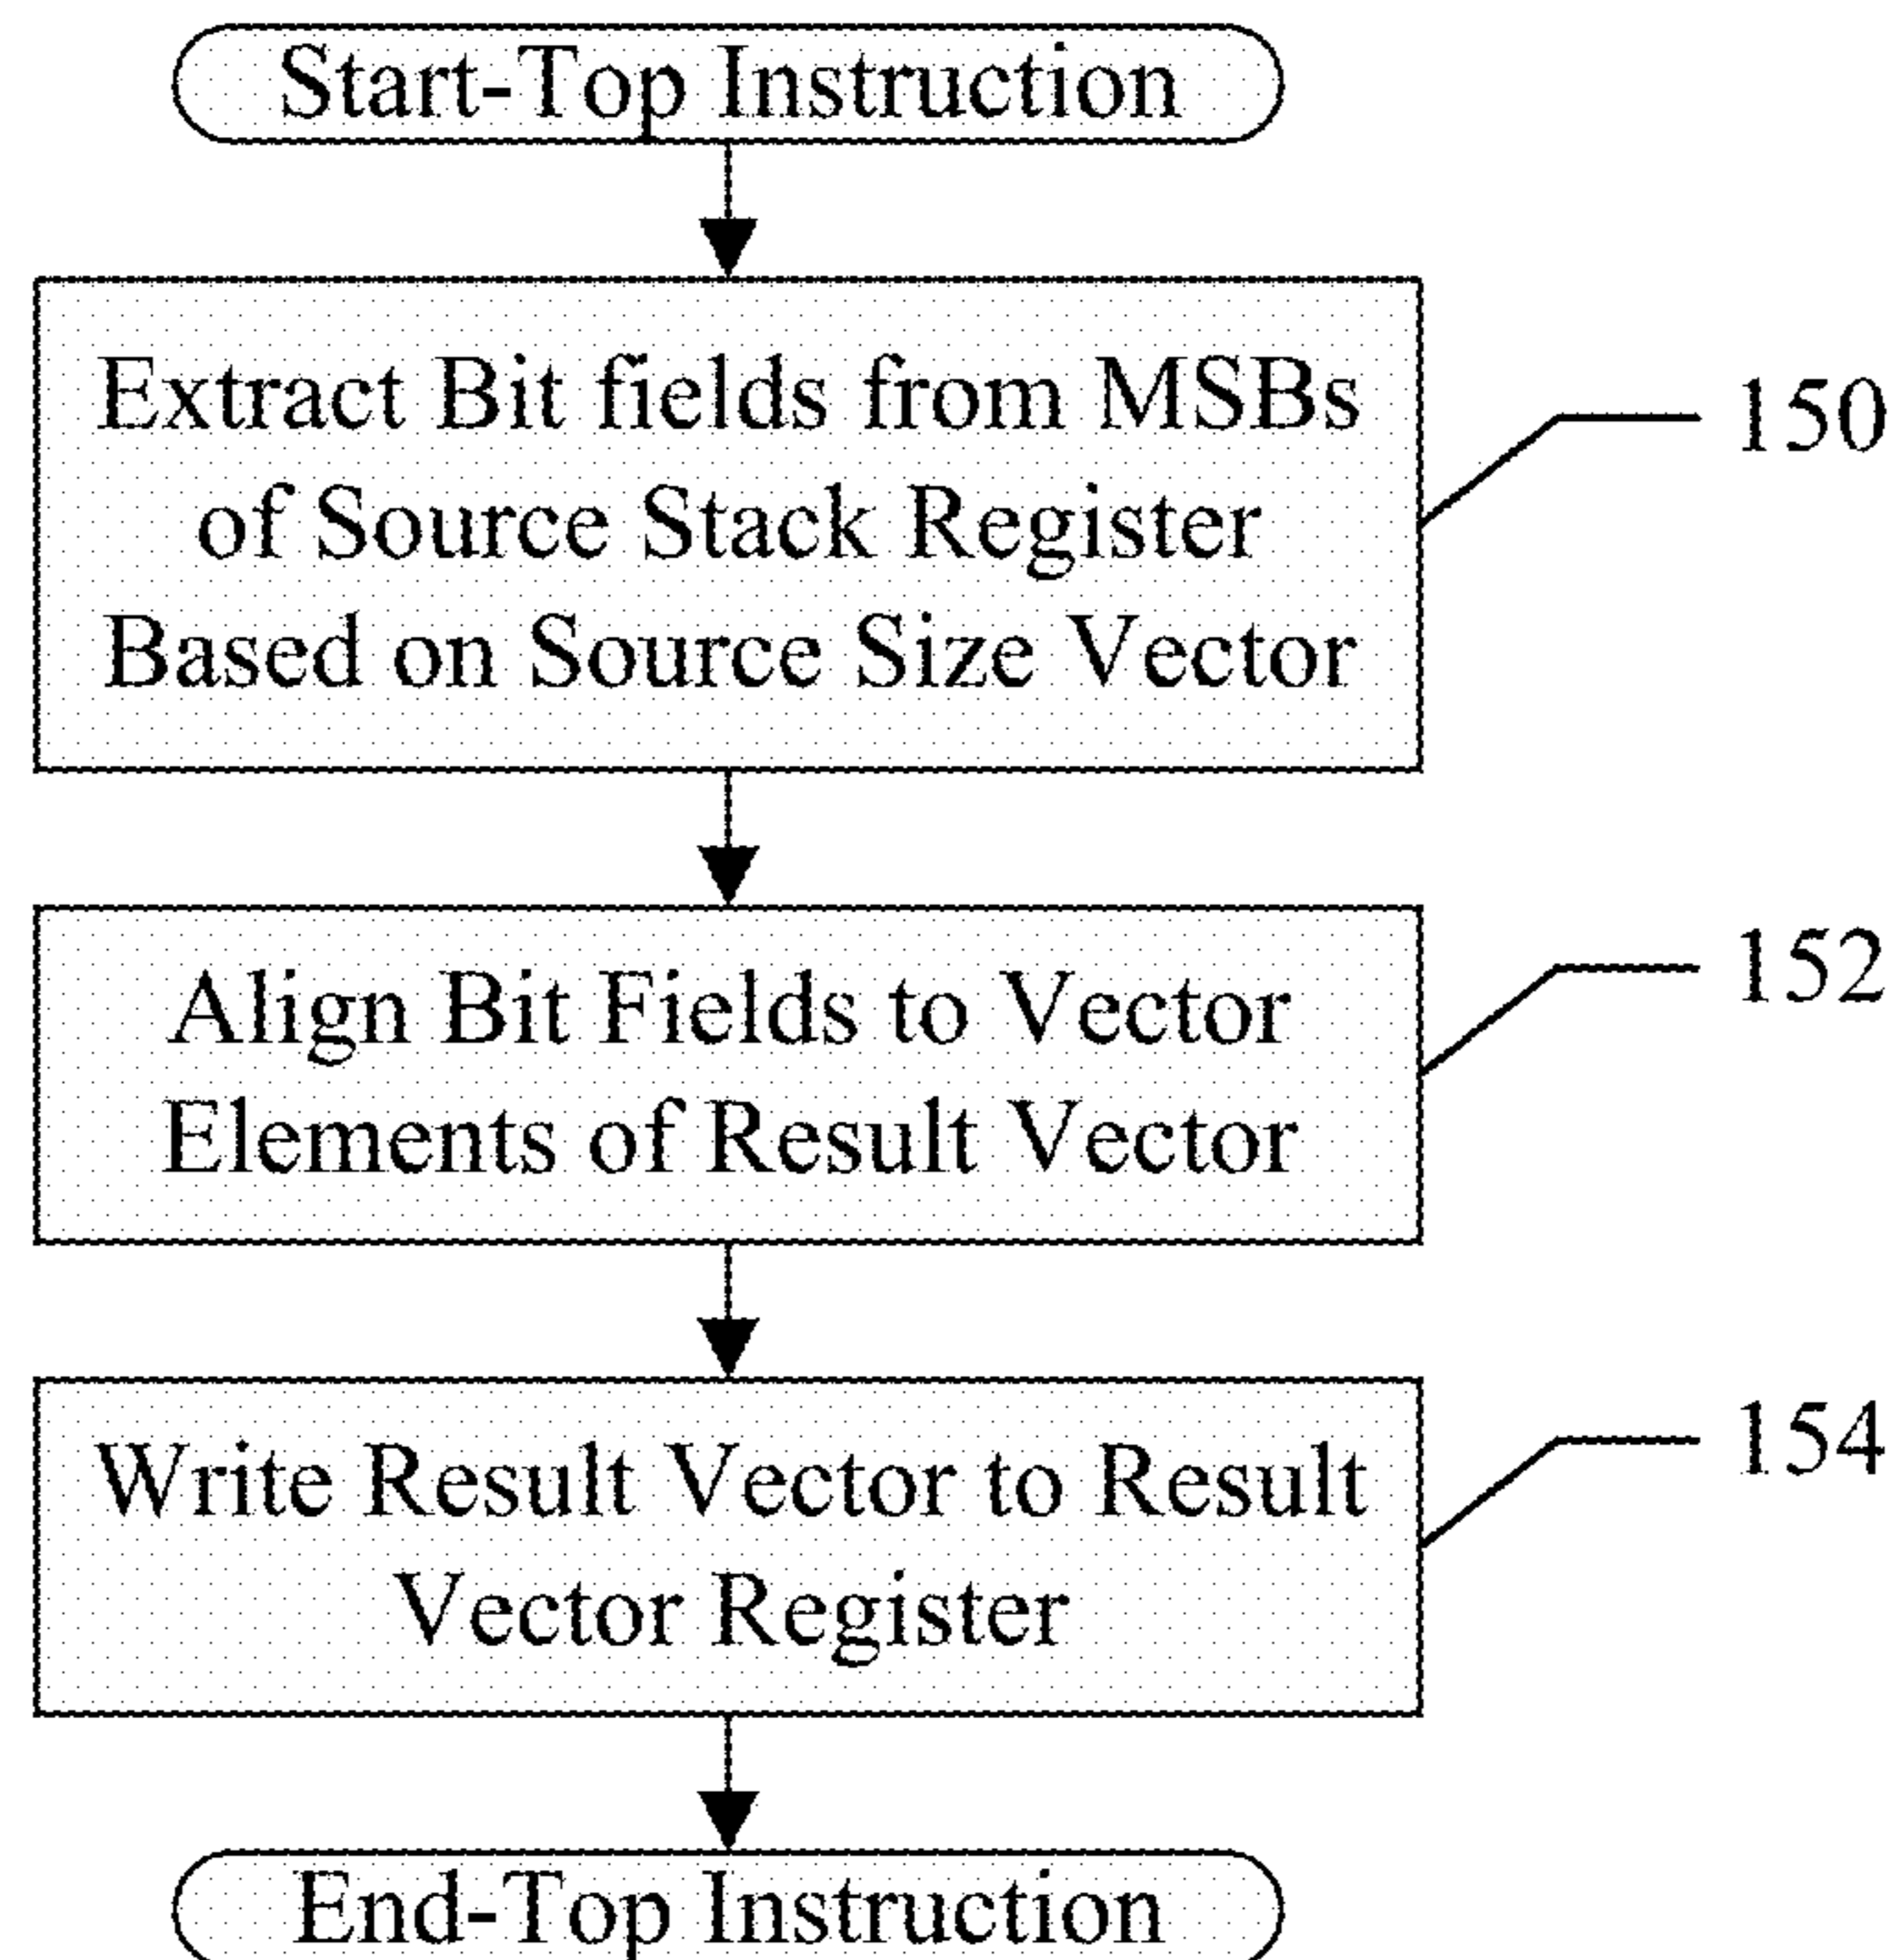 Start-Top Instruction
Extract Bit fields from MSBs
of Source Stack Register
Based on Source Size Vector
150
Align Bit Fields to Vector
Elements of Result Vector
152
Write Result Vector to Result
Vector Register
154
End-Top Instruction